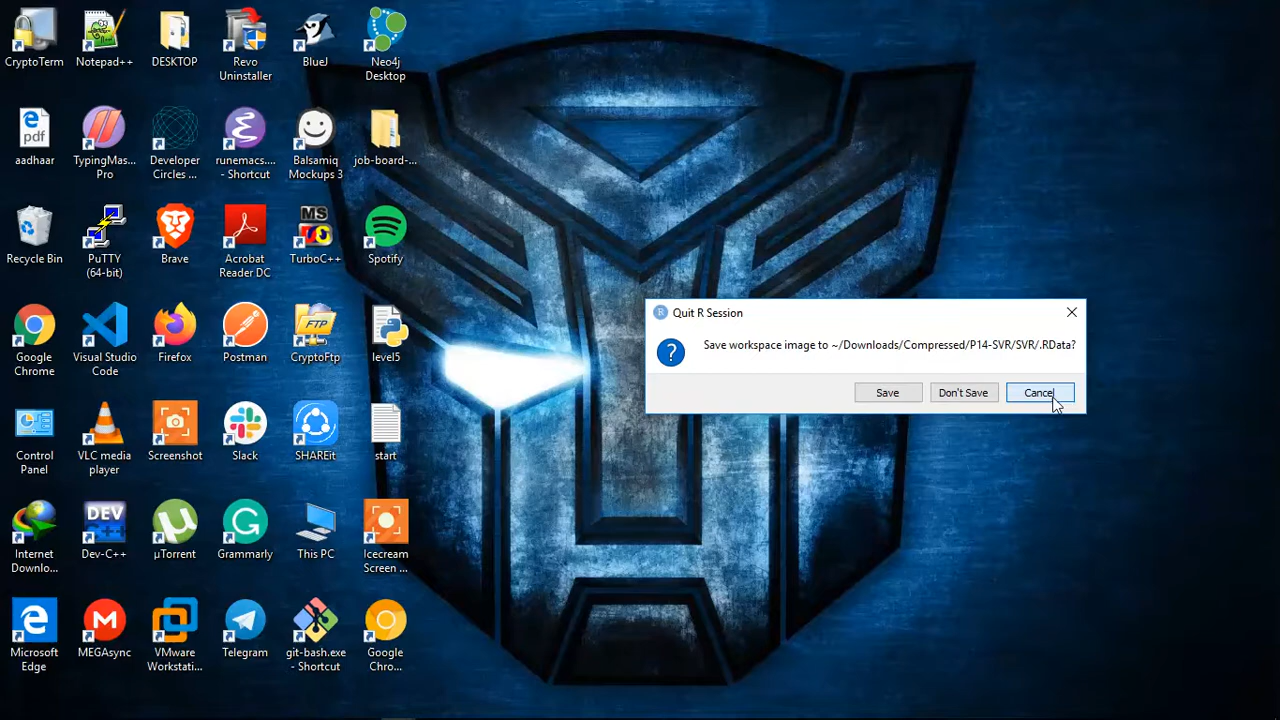 CryptoTerm
Notepad++
DESKTOP
Revo
Uninstaller
BlueJ
Neo4j
Desktop
pdf
aadhaar
TypingMas...
Pro
Developer
Circles ...
runemacs....
- Shortcut
Balsamiq
Mockups 3
job-board-...
Recycle Bin
PuTTY
(64-bit)
Brave
Acrobat
Reader DC
MS
TurboC++
Spotify
Google
Chrome
Visual Studio
Code
Firefox
Postman
FTP
CryptoFtp
level5
Control
Panel
VLC media
player
Screenshot
Slack
SHAREit
start
Internet
Downlo...
DEV
Dev-C++
µTorrent
Grammarly
This PC
Icecream
Screen ...
Microsoft
Edge
MEGAsync
VMware
Workstati...
Telegram
git-bash.exe
- Shortcut
Google
Chro...
R Quit R Session
Save workspace image to ~/Downloads/Compressed/P14-SVR/SVR/.RData?
Save
Don't Save
Cancel